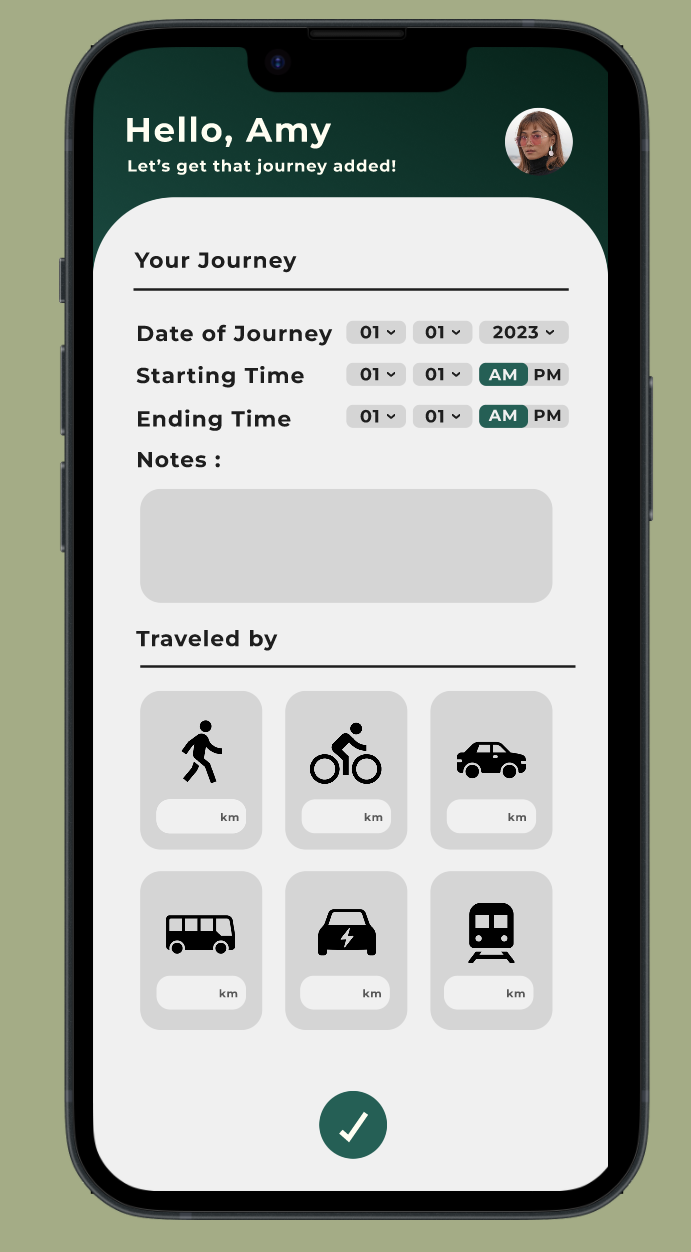 Hello, Amy
Let's get that journey added!
Your Journey
Date of Journey 01 01 2023
Starting Time 01 01 AM PM
Ending Time 01 01 AM PM
Notes :
Traveled by
km km km
km km km